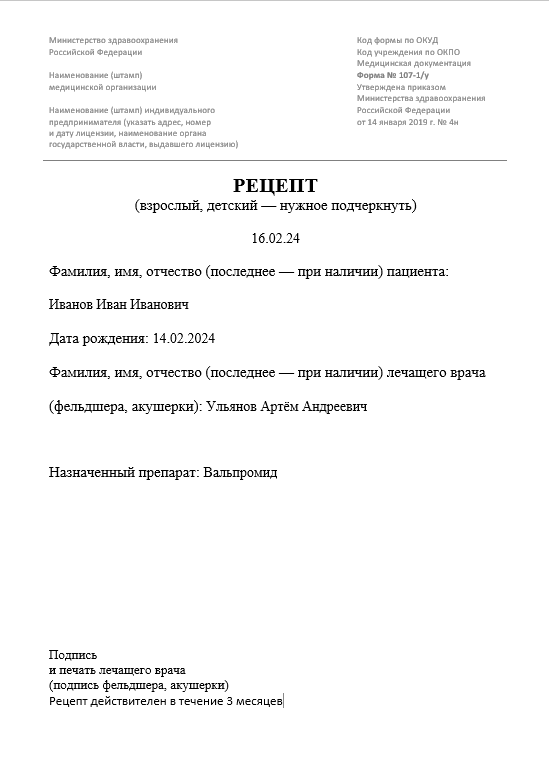 Министерство здравоохранения
Российской Федерации
Наименование (штамп)
медицинской организации
Наименование (штамп) индивидуального
предпринимателя (указать адрес, номер
и дату лицензии, наименование органа
государственной власти, выдавшего лицензию)
Код формы по ОКУД
Код учреждения по ОКПО
Медицинская документация
Форма № 107-1/у
Утверждена приказом
Министерства здравоохранения
Российской Федерации
от 14 января 2019 г. № 4н
РЕЦЕПТ
(взрослый, детский — нужное подчеркнуть)
16.02.24
Фамилия, имя, отчество (последнее — при наличии) пациента:
Иванов Иван Иванович
Дата рождения: 14.02.2024
Фамилия, имя, отчество (последнее — при наличии) лечащего врача
(фельдшера, акушерки): Ульянов Артём Андреевич
Назначенный препарат: Вальпромид
Подпись
и печать лечащего врача
(подпись фельдшера, акушерки)
Рецепт действителен в течение 3 месяцев